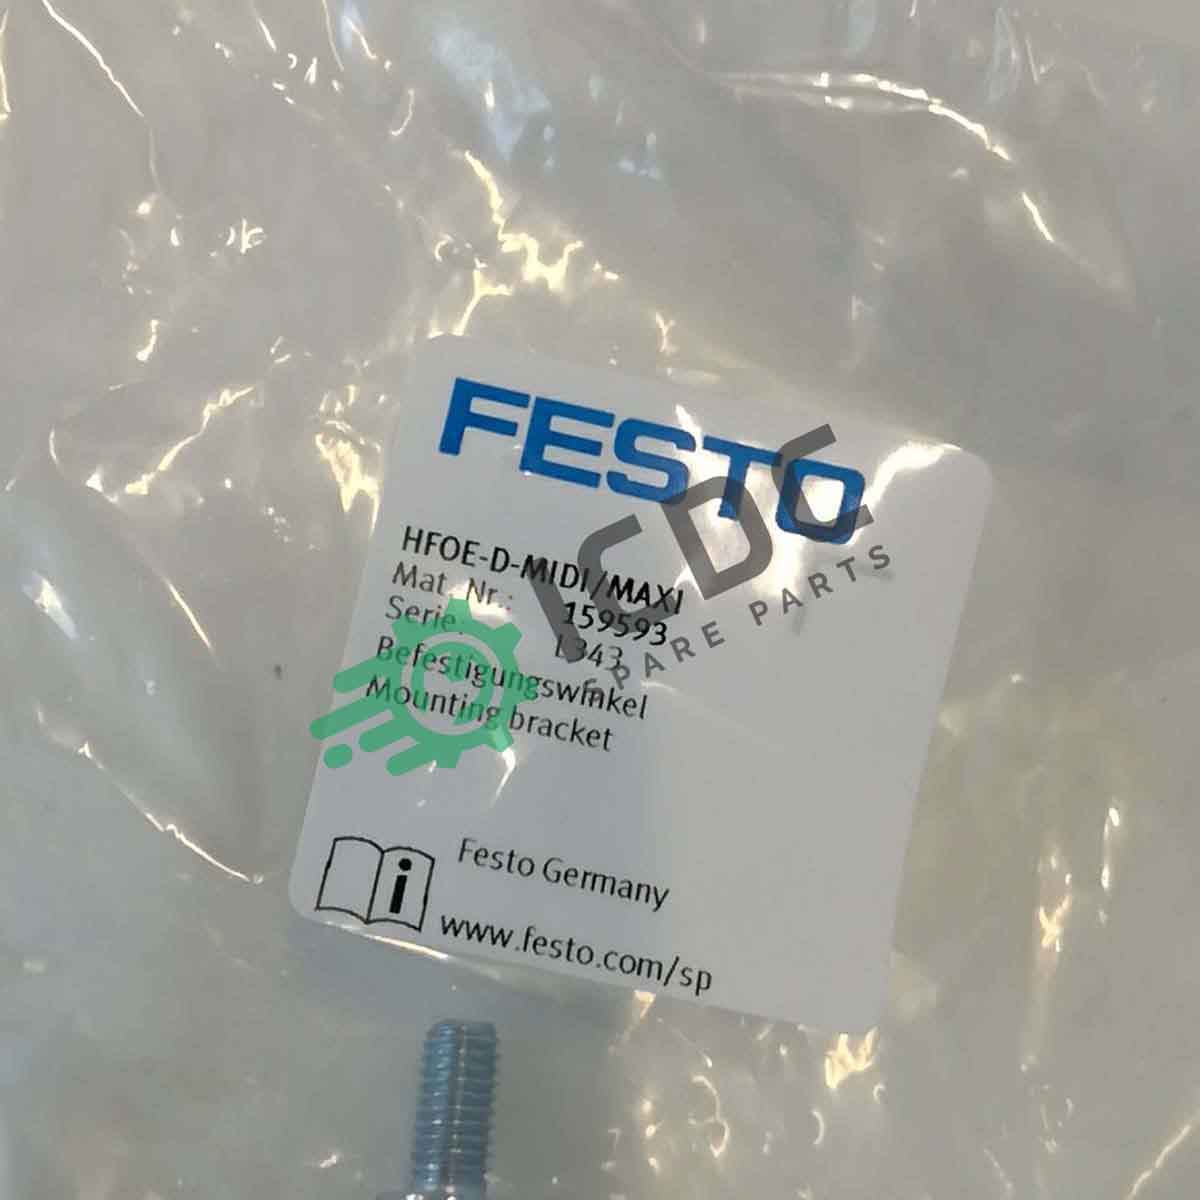 FESTO
HFOE-D-MIDI/MAXI
Mat. Nr.: 159593
Serie: L343
Befestigungswinkel
Mounting bracket
Festo Germany
www.festo.com/sp
SPARE PARTS